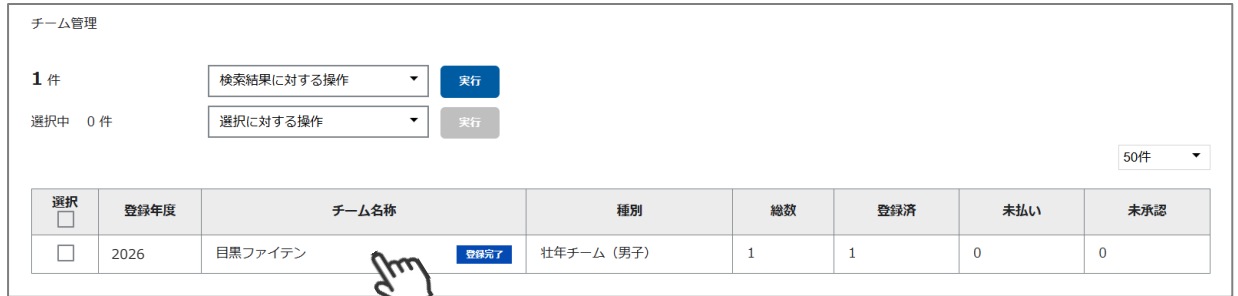 チーム管理
1 件 検索結果に対する操作 実行
選択中 0 件 選択に対する操作 実行
50件
選択 登録年度 チーム名称 種別 総数 登録済 未払い 未承認
2026 目黒ファイテン 登録完了 壮年チーム（男子） 1 1 0 0